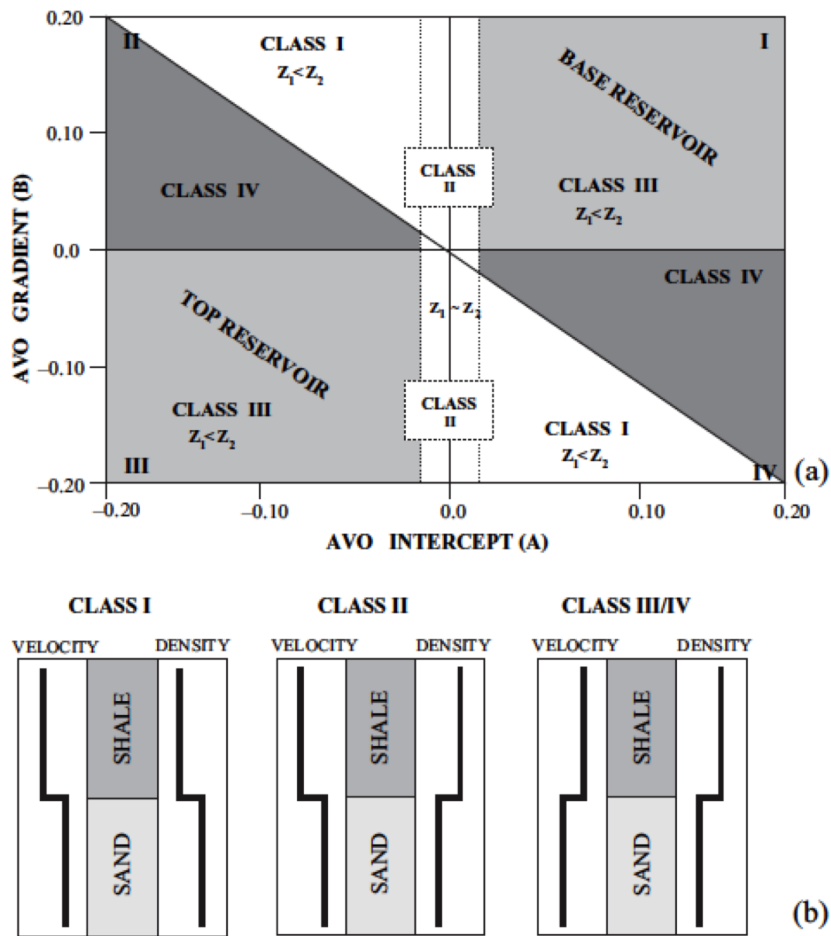 0.20
II
CLASS I
Z1<Z2
I
BASE RESERVOIR
0.10
CLASS II
CLASS IV
CLASS III
Z1<Z2
AVO GRADIENT (B)
0.0
CLASS IV
TOP RESERVOIR
Z1 ~ Z2
−0.10
CLASS III
Z1<Z2
CLASS
II
CLASS I
Z1<Z2
III
IV
(a)
−0.20
−0.20
−0.10
0.0
0.10
0.20
AVO INTERCEPT (A)
CLASS I
CLASS II
CLASS III/IV
VELOCITY
DENSITY
VELOCITY
DENSITY
VELOCITY
DENSITY
SHALE
SHALE
SHALE
SAND
SAND
SAND
(b)